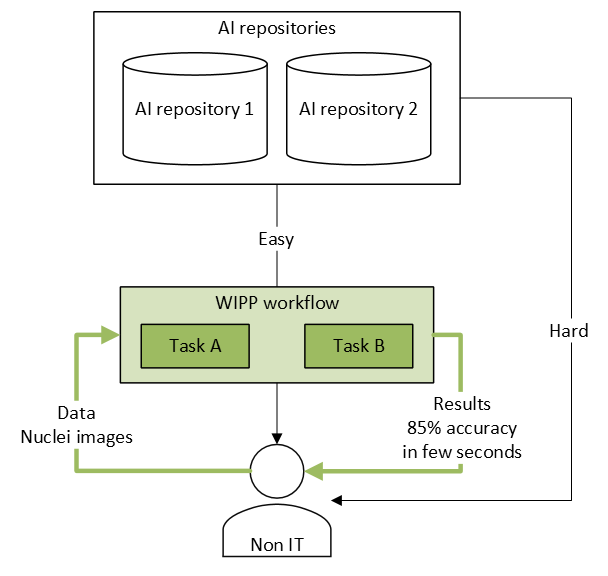 AI repositories
AI repository 1
AI repository 2
Easy
WIPP workflow
Task A
Task B
Hard
Data
Nuclei images
Results
85% accuracy
in few seconds
Non IT